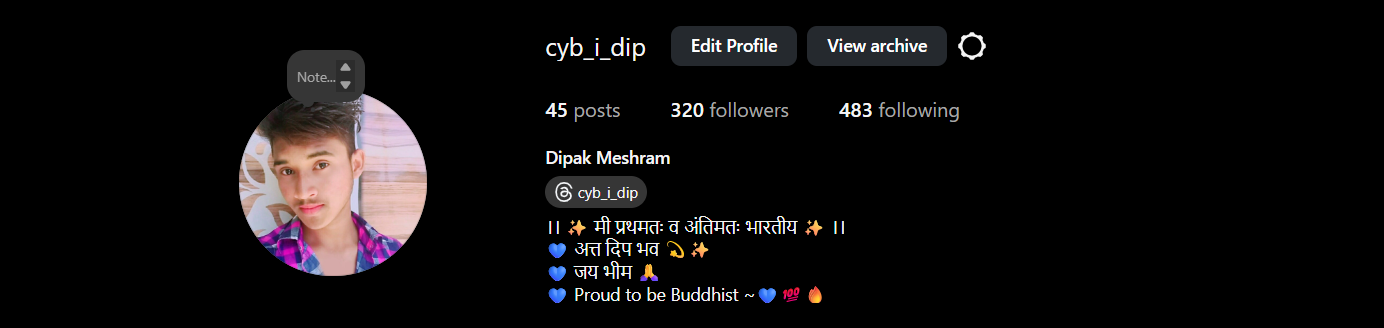 Note...
cyb_i_dip Edit Profile View archive
45 posts 320 followers 483 following
Dipak Meshram
cyb_i_dip
।। ✨ मी प्रथमतः व अंतिमतः भारतीय ✨ ।।
💙 अत्त दिप भव 💫✨
💙 जय भीम 🙏
💙 Proud to be Buddhist ~💙 💯 🔥